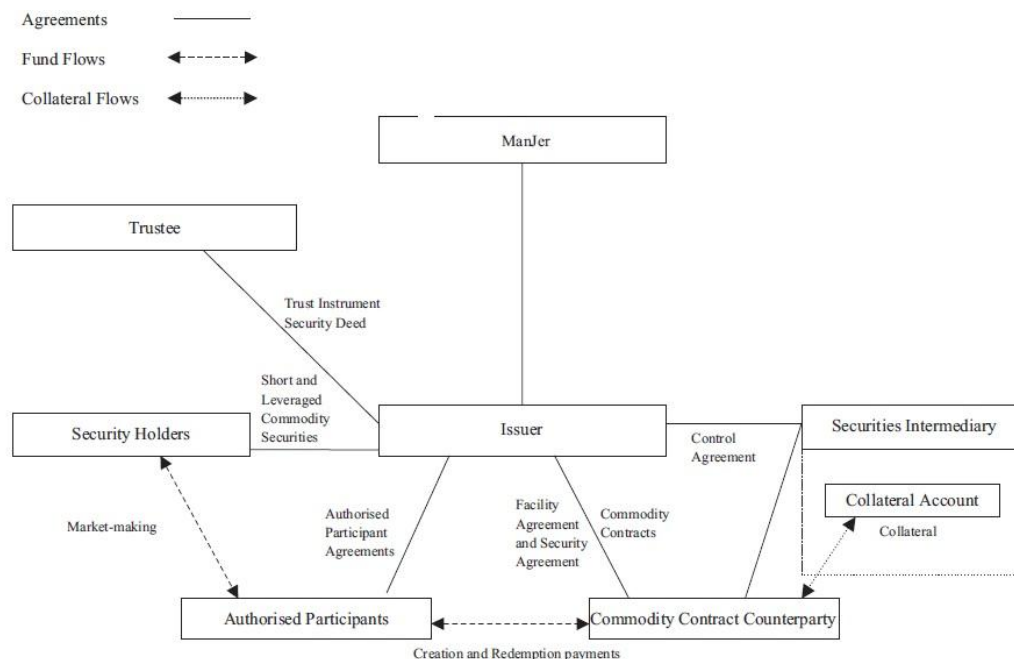 Agreements
Fund Flows
Collateral Flows
ManJer
Trustee
Trust Instrument
Security Deed
Short and
Leveraged
Commodity
Securities
Security Holders
Issuer
Control
Agreement
Securities Intermediary
Collateral Account
Collateral
Market-making
Authorised
Participant
Agreements
Facility
Agreement
and Security
Agreement
Commodity
Contracts
Authorised Participants
Commodity Contract Counterparty
Creation and Redemption payments